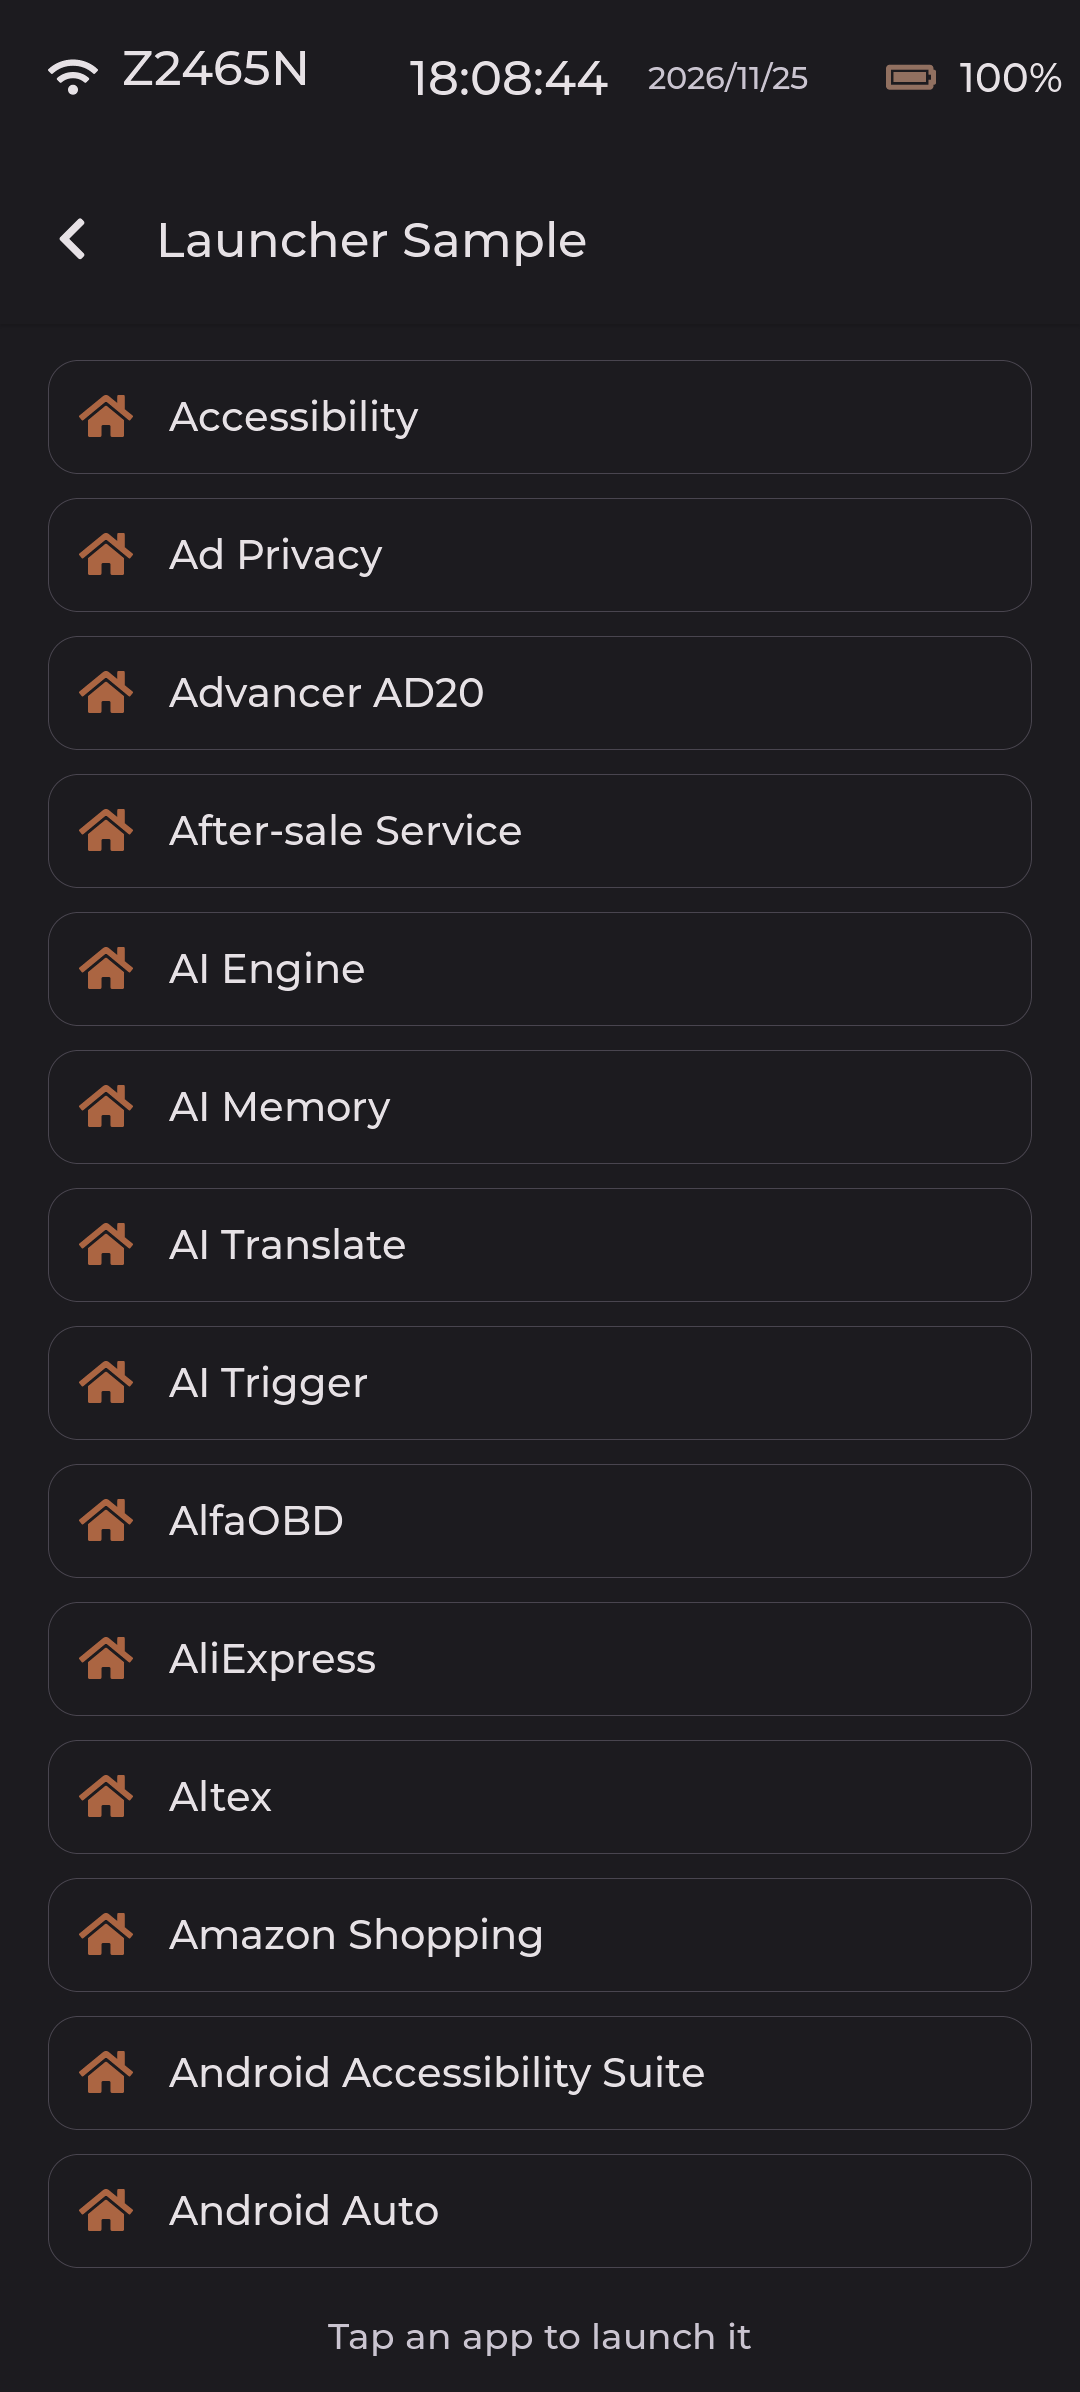 Z2465N 18:08:44 2026/11/25 100%
Launcher Sample
Accessibility
Ad Privacy
Advancer AD20
After-sale Service
AI Engine
AI Memory
AI Translate
AI Trigger
AlfaOBD
AliExpress
Altex
Amazon Shopping
Android Accessibility Suite
Android Auto
Tap an app to launch it